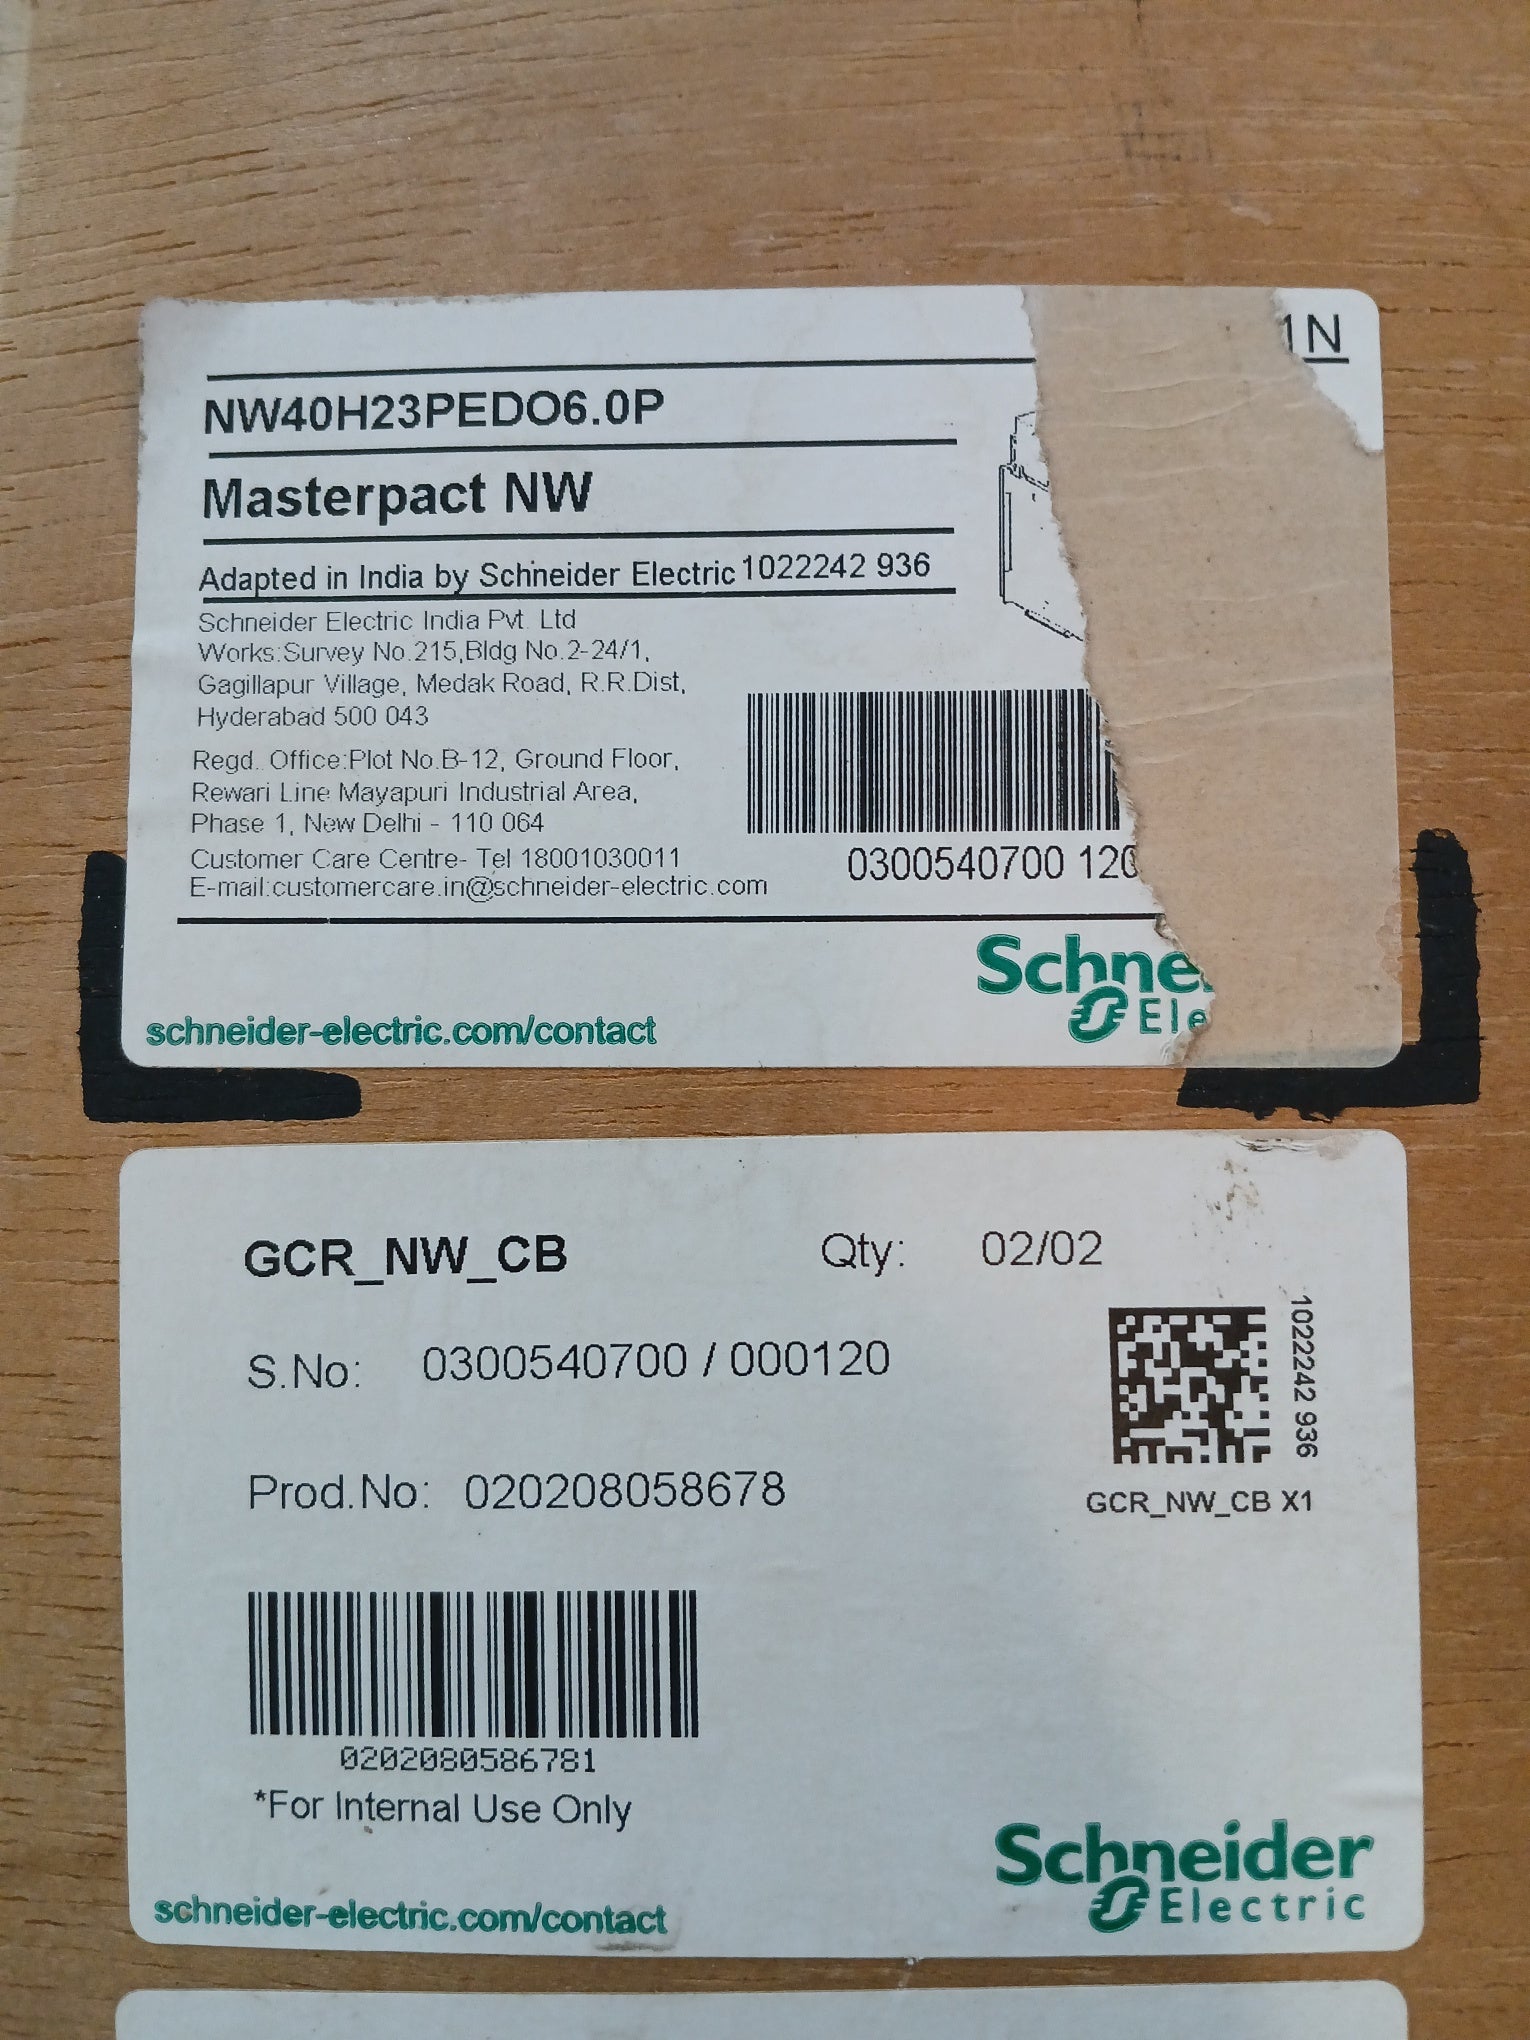 1N
NW40H23PEDO6.0P
Masterpact NW
Adapted in India by Schneider Electric 1022242 936
Schneider Electric India Pvt. Ltd
Works:Survey No.215,Bldg No.2-24/1,
Gagillapur Village, Medak Road, R.R.Dist,
Hyderabad 500 043
Regd. Office:Plot No.B-12, Ground Floor,
Rewari Line Mayapuri Industrial Area,
Phase 1, New Delhi - 110 064
Customer Care Centre- Tel 18001030011
E-mail:customercare.in@schneider-electric.com
0300540700 120
Schne
Ele
schneider-electric.com/contact
GCR_NW_CB Qty: 02/02
S.No: 0300540700 / 000120
1022242 936
Prod.No: 020208058678
GCR_NW_CB X1
0202080586781
*For Internal Use Only
Schneider
Electric
schneider-electric.com/contact